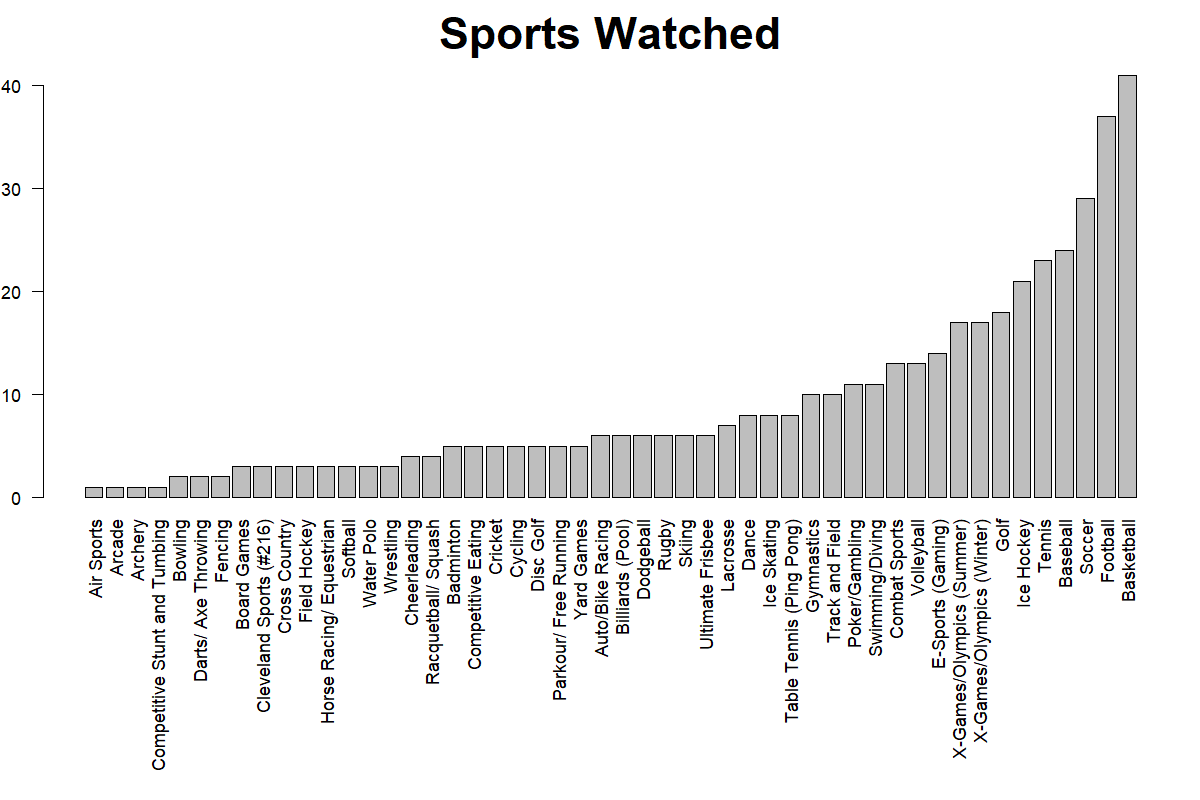 Sports Watched
40
30
20
10
0
Air Sports
Arcade
Archery
Competitive Stunt and Tumbing
Bowling
Darts/ Axe Throwing
Fencing
Board Games
Cleveland Sports (#216)
Cross Country
Field Hockey
Horse Racing/ Equestrian
Softball
Water Polo
Wrestling
Cheerleading
Racquetball/ Squash
Badminton
Competitive Eating
Cricket
Cycling
Disc Golf
Parkour/ Free Running
Yard Games
Auto/Bike Racing
Billiards (Pool)
Dodgeball
Rugby
Skiing
Ultimate Frisbee
Lacrosse
Dance
Ice Skating
Table Tennis (Ping Pong)
Gymnastics
Track and Field
Poker/Gambling
Swimming/Diving
Combat Sports
Volleyball
E-Sports (Gaming)
X-Games/Olympics (Summer)
X-Games/Olympics (Winter)
Golf
Ice Hockey
Tennis
Baseball
Soccer
Football
Basketball